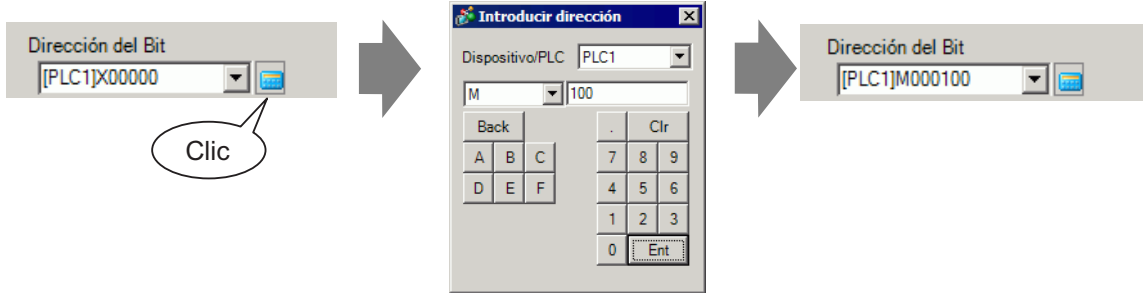 Dirección del Bit
[PLC1]X00000
Clic
Introducir dirección
Dispositivo/PLC PLC1
M 100
Back . Clr
A B C 7 8 9
D E F 4 5 6
1 2 3
0 Ent
Dirección del Bit
[PLC1]M000100